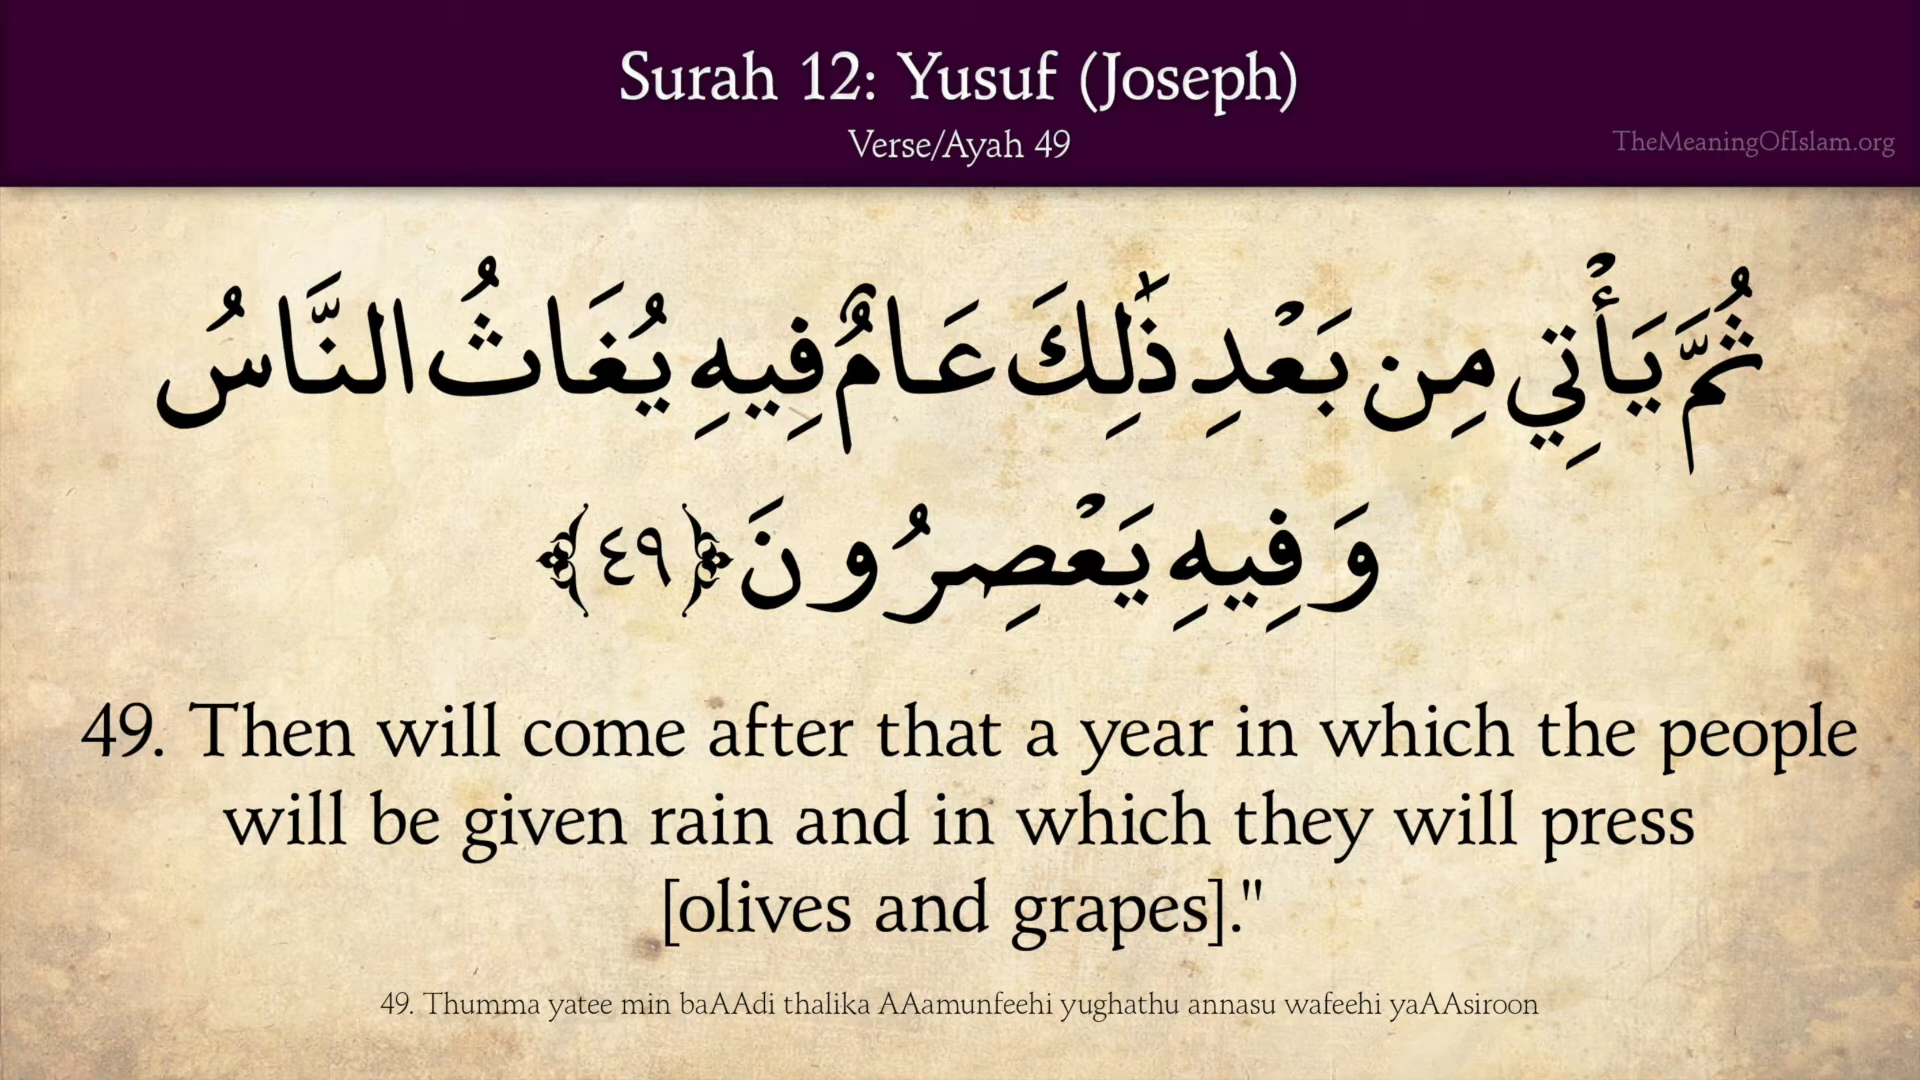 Surah 12: Yusuf (Joseph)
Verse/Ayah 49
TheMeaningOfIslam.org
ثُمَّ يَأْتِي مِن بَعْدِ ذَٰلِكَ عَامٌ فِيهِ يُغَاثُ النَّاسُ
وَفِيهِ يَعْصِرُونَ ﴿٤٩﴾
49. Then will come after that a year in which the people
will be given rain and in which they will press
[olives and grapes]."
49. Thumma yatee min baAAdi thalika AAamunfeehi yughathu annasu wafeehi yaAAsiroon